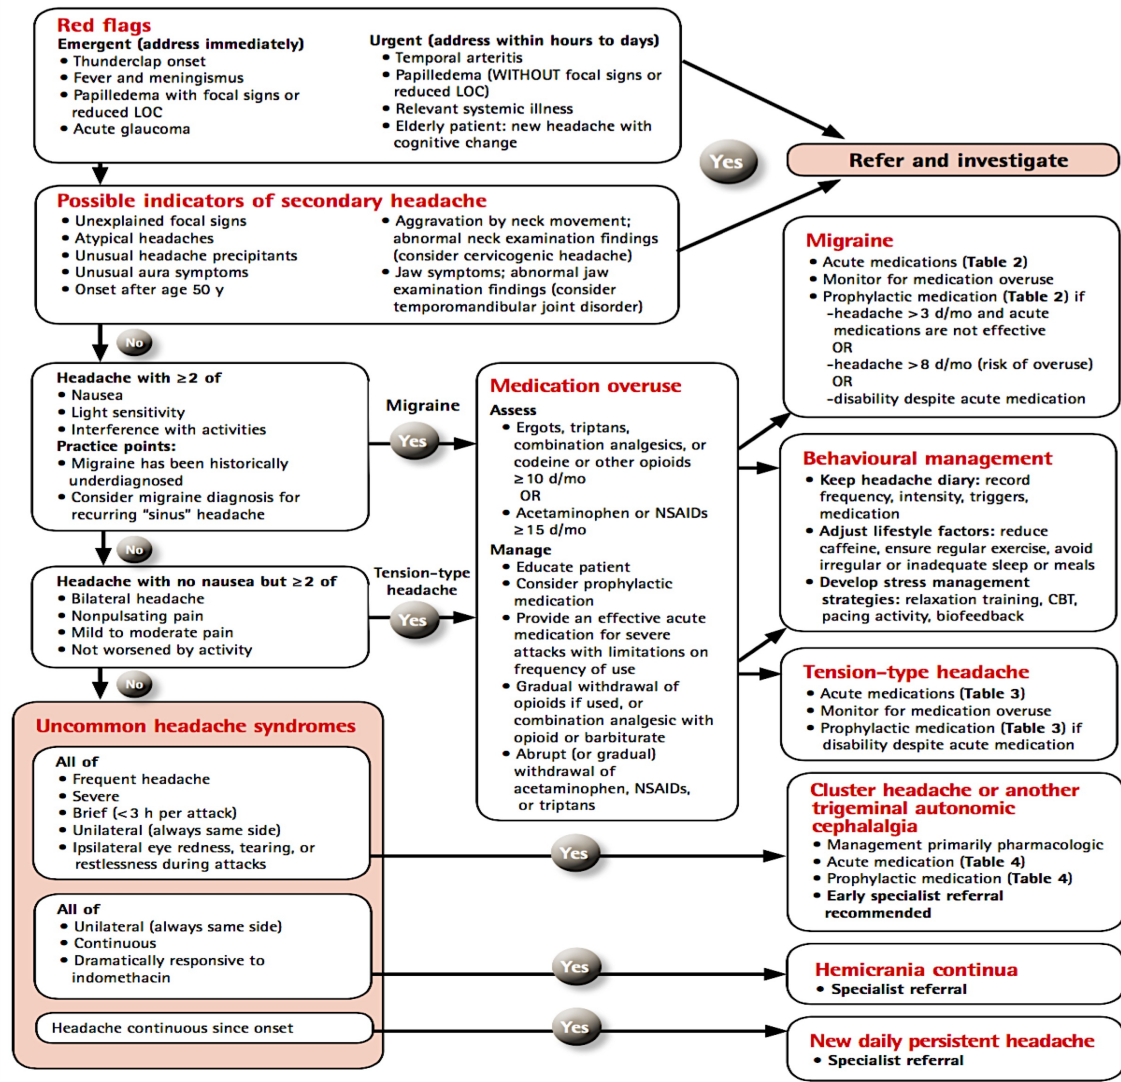 Red flags
Emergent (address immediately)
• Thunderclap onset
• Fever and meningismus
• Papilledema with focal signs or
reduced LOC
• Acute glaucoma
Urgent (address within hours to days)
• Temporal arteritis
• Papilledema (WITHOUT focal signs or
reduced LOC)
• Relevant systemic illness
• Elderly patient: new headache with
cognitive change
Yes
Refer and investigate
Possible indicators of secondary headache
• Unexplained focal signs
• Atypical headaches
• Unusual headache precipitants
• Unusual aura symptoms
• Onset after age 50 y
• Aggravation by neck movement;
abnormal neck examination findings
(consider cervicogenic headache)
• Jaw symptoms; abnormal jaw
examination findings (consider
temporomandibular joint disorder)
No
Headache with ≥2 of
• Nausea
• Light sensitivity
• Interference with activities
Practice points:
• Migraine has been historically
underdiagnosed
• Consider migraine diagnosis for
recurring “sinus” headache
Migraine
Yes
Headache with no nausea but ≥2 of
• Bilateral headache
• Nonpulsating pain
• Mild to moderate pain
• Not worsened by activity
Tension-type
headache
Yes
No
Medication overuse
Assess
• Ergots, triptans,
combination analgesics, or
codeine or other opioids
≥10 d/mo
OR
• Acetaminophen or NSAIDs
≥15 d/mo
Manage
• Educate patient
• Consider prophylactic
medication
• Provide an effective acute
medication for severe
attacks with limitations on
frequency of use
• Gradual withdrawal of
opioids if used, or
combination analgesic with
opioid or barbiturate
• Abrupt (or gradual)
withdrawal of
acetaminophen, NSAIDs,
or triptans
Migraine
• Acute medications (Table 2)
• Monitor for medication overuse
• Prophylactic medication (Table 2) if
-headache >3 d/mo and acute
medications are not effective
OR
-headache >8 d/mo (risk of overuse)
OR
-disability despite acute medication
Behavioural management
• Keep headache diary: record
frequency, intensity, triggers,
medication
• Adjust lifestyle factors: reduce
caffeine, ensure regular exercise, avoid
irregular or inadequate sleep or meals
• Develop stress management
strategies: relaxation training, CBT,
pacing activity, biofeedback
Tension-type headache
• Acute medications (Table 3)
• Monitor for medication overuse
• Prophylactic medication (Table 3) if
disability despite acute medication
Uncommon headache syndromes
All of
• Frequent headache
• Severe
• Brief (<3 h per attack)
• Unilateral (always same side)
• Ipsilateral eye redness, tearing, or
restlessness during attacks
Yes
Cluster headache or another
trigeminal autonomic
cephalalgia
• Management primarily pharmacologic
• Acute medication (Table 4)
• Prophylactic medication (Table 4)
• Early specialist referral
recommended
All of
• Unilateral (always same side)
• Continuous
• Dramatically responsive to
indomethacin
Yes
Hemicrania continua
• Specialist referral
Headache continuous since onset
Yes
New daily persistent headache
• Specialist referral